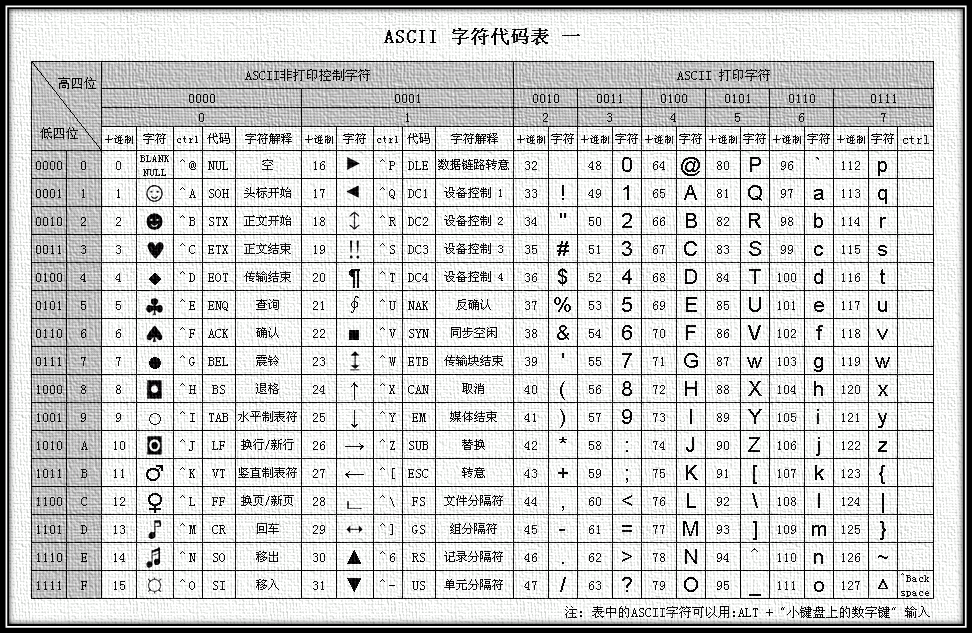 ASCII 字符代码表 一
高四位 ASCII非打印控制字符 ASCII 打印字符
0000 0001 0010 0011 0100 0101 0110 0111
低四位 0 1 2 3 4 5 6 7
十进制 字符 ctrl 代码 字符解释 十进制 字符 ctrl 代码 字符解释 十进制 字符 十进制 字符 十进制 字符 十进制 字符 十进制 字符 十进制 字符 ctrl
0000 0 0 BLANK NULL ^@ NUL 空 16 ► ^P DLE 数据链路转意 32 48 0 64 @ 80 P 96 ` 112 p
0001 1 1 ☺ ^A SOH 头标开始 17 ◄ ^Q DC1 设备控制 1 33 ! 49 1 65 A 81 Q 97 a 113 q
0010 2 2 ☻ ^B STX 正文开始 18 ↕ ^R DC2 设备控制 2 34 " 50 2 66 B 82 R 98 b 114 r
0011 3 3 ♥ ^C ETX 正文结束 19 ‼ ^S DC3 设备控制 3 35 # 51 3 67 C 83 S 99 c 115 s
0100 4 4 ♦ ^D EOT 传输结束 20 ¶ ^T DC4 设备控制 4 36 $ 52 4 68 D 84 T 100 d 116 t
0101 5 5 ♣ ^E ENQ 查询 21 ∮ ^U NAK 反确认 37 % 53 5 69 E 85 U 101 e 117 u
0110 6 6 ♠ ^F ACK 确认 22 ■ ^V SYN 同步空闲 38 & 54 6 70 F 86 V 102 f 118 v
0111 7 7 ● ^G BEL 震铃 23 ↨ ^W ETB 传输块结束 39 ' 55 7 71 G 87 w 103 g 119 w
1000 8 8 ◘ ^H BS 退格 24 ↑ ^X CAN 取消 40 ( 56 8 72 H 88 X 104 h 120 x
1001 9 9 ○ ^I TAB 水平制表符 25 ↓ ^Y EM 媒体结束 41 ) 57 9 73 I 89 Y 105 i 121 y
1010 A 10 ◙ ^J LF 换行/新行 26 → ^Z SUB 替换 42 * 58 : 74 J 90 Z 106 j 122 z
1011 B 11 ♂ ^K VT 竖直制表符 27 ← ^[ ESC 转意 43 + 59 ; 75 K 91 [ 107 k 123 {
1100 C 12 ♀ ^L FF 换页/新页 28 ∟ ^\ FS 文件分隔符 44 , 60 < 76 L 92 \ 108 l 124 |
1101 D 13 ♪ ^M CR 回车 29 ↔ ^] GS 组分隔符 45 - 61 = 77 M 93 ] 109 m 125 }
1110 E 14 ♫ ^N SO 移出 30 ▲ ^6 RS 记录分隔符 46 . 62 > 78 N 94 ^ 110 n 126 ~
1111 F 15 ☼ ^O SI 移入 31 ▼ ^- US 单元分隔符 47 / 63 ? 79 O 95 _ 111 o 127 Δ ^Back space
注: 表中的ASCII字符可以用:ALT + "小键盘上的数字键" 输入